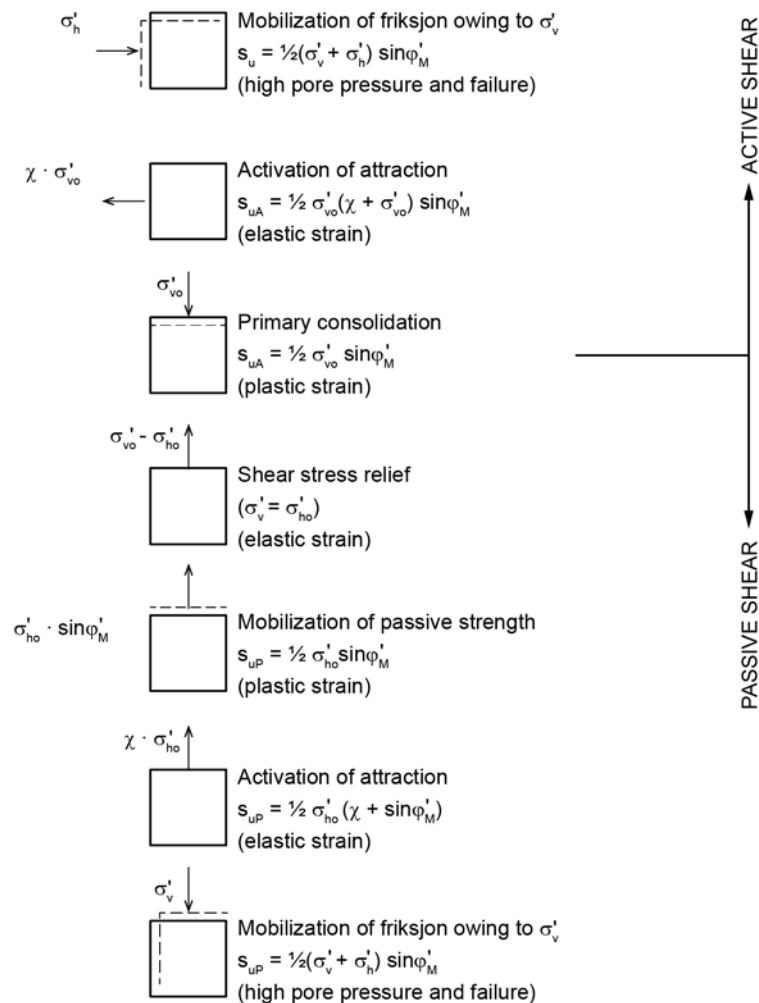 σ'h
Mobilization of friksjon owing to σ'v
su = ½(σ'v + σ'h) sinφ'M
(high pore pressure and failure)
χ · σ'vo
Activation of attraction
suA = ½ σ'vo(χ + σ'vo) sinφ'M
(elastic strain)
σ'vo
Primary consolidation
suA = ½ σ'vo sinφ'M
(plastic strain)
σ'vo - σ'ho
Shear stress relief
(σ'v = σ'ho)
(elastic strain)
σ'ho · sinφ'M
Mobilization of passive strength
suP = ½ σ'ho sinφ'M
(plastic strain)
χ · σ'ho
Activation of attraction
suP = ½ σ'ho (χ + sinφ'M)
(elastic strain)
σ'v
Mobilization of friksjon owing to σ'v
suP = ½(σ'v + σ'h) sinφ'M
(high pore pressure and failure)
ACTIVE SHEAR
PASSIVE SHEAR